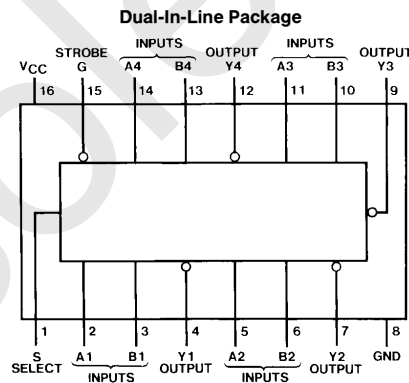 Dual-In-Line Package
STROBE INPUTS OUTPUT INPUTS OUTPUT
VCC G A4 B4 Y4 A3 B3 Y3
16 15 14 13 12 11 10 9
1 2 3 4 5 6 7 8
S A1 B1 Y1 A2 B2 Y2 GND
SELECT INPUTS OUTPUT INPUTS OUTPUT